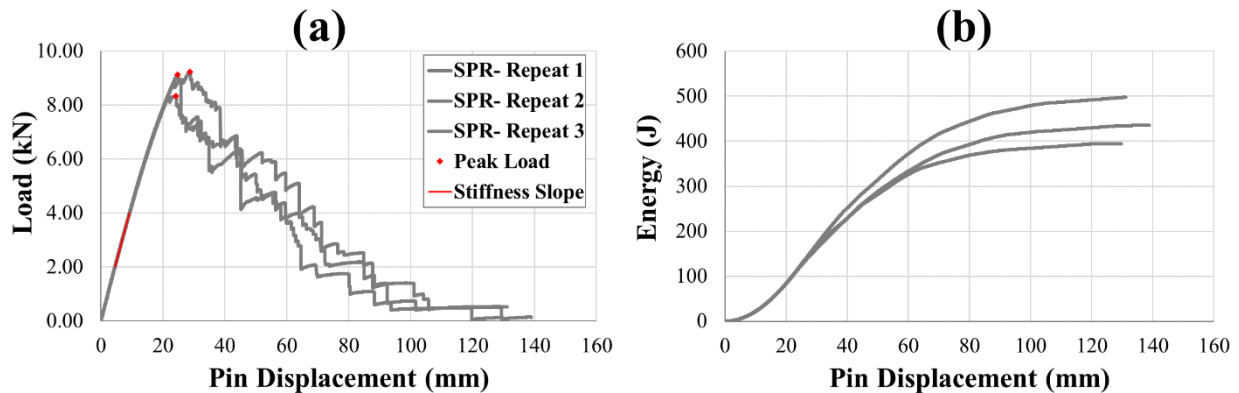 (a)
10.00
8.00
6.00
4.00
2.00
0.00
Load (kN)
0 20 40 60 80 100 120 140 160
Pin Displacement (mm)
SPR- Repeat 1
SPR- Repeat 2
SPR- Repeat 3
Peak Load
Stiffness Slope
(b)
600
500
400
300
200
100
0
Energy (J)
0 20 40 60 80 100 120 140 160
Pin Displacement (mm)